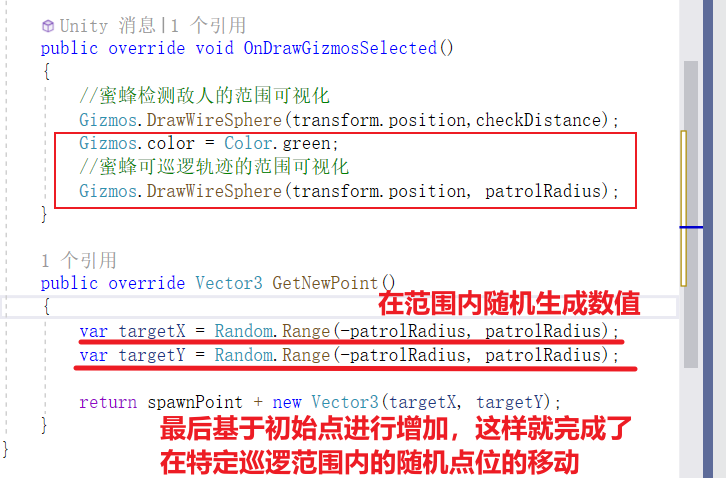 Unity 消息|1 个引用
public override void OnDrawGizmosSelected()
{
//蜜蜂检测敌人的范围可视化
Gizmos.DrawWireSphere(transform.position,checkDistance);
Gizmos.color = Color.green;
//蜜蜂可巡逻轨迹的范围可视化
Gizmos.DrawWireSphere(transform.position, patrolRadius);
}
1 个引用
public override Vector3 GetNewPoint()
在范围内随机生成数值
{
var targetX = Random.Range(-patrolRadius, patrolRadius);
var targetY = Random.Range(-patrolRadius, patrolRadius);
return spawnPoint + new Vector3(targetX, targetY);
}
最后基于初始点进行增加，这样就完成了
在特定巡逻范围内的随机点位的移动
}